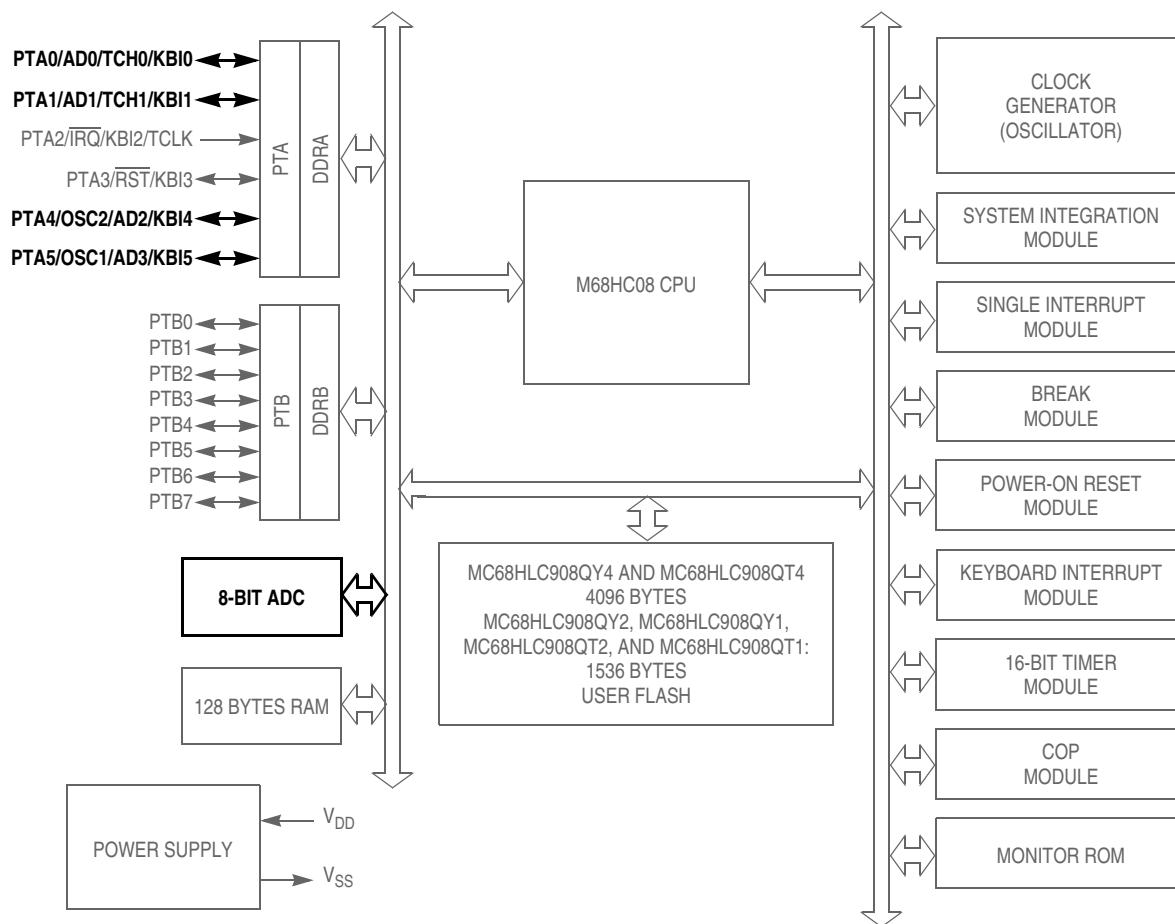 PTA0/AD0/TCH0/KBI0
PTA1/AD1/TCH1/KBI1
PTA2/IRQ/KBI2/TCLK
PTA3/RST/KBI3
PTA4/OSC2/AD2/KBI4
PTA5/OSC1/AD3/KBI5
PTA
DDRA
PTB0
PTB1
PTB2
PTB3
PTB4
PTB5
PTB6
PTB7
PTB
DDRB
8-BIT ADC
128 BYTES RAM
POWER SUPPLY
VDD
VSS
M68HC08 CPU
MC68HLC908QY4 AND MC68HLC908QT4
4096 BYTES
MC68HLC908QY2, MC68HLC908QY1,
MC68HLC908QT2, AND MC68HLC908QT1:
1536 BYTES
USER FLASH
CLOCK
GENERATOR
(OSCILLATOR)
SYSTEM INTEGRATION
MODULE
SINGLE INTERRUPT
MODULE
BREAK
MODULE
POWER-ON RESET
MODULE
KEYBOARD INTERRUPT
MODULE
16-BIT TIMER
MODULE
COP
MODULE
MONITOR ROM